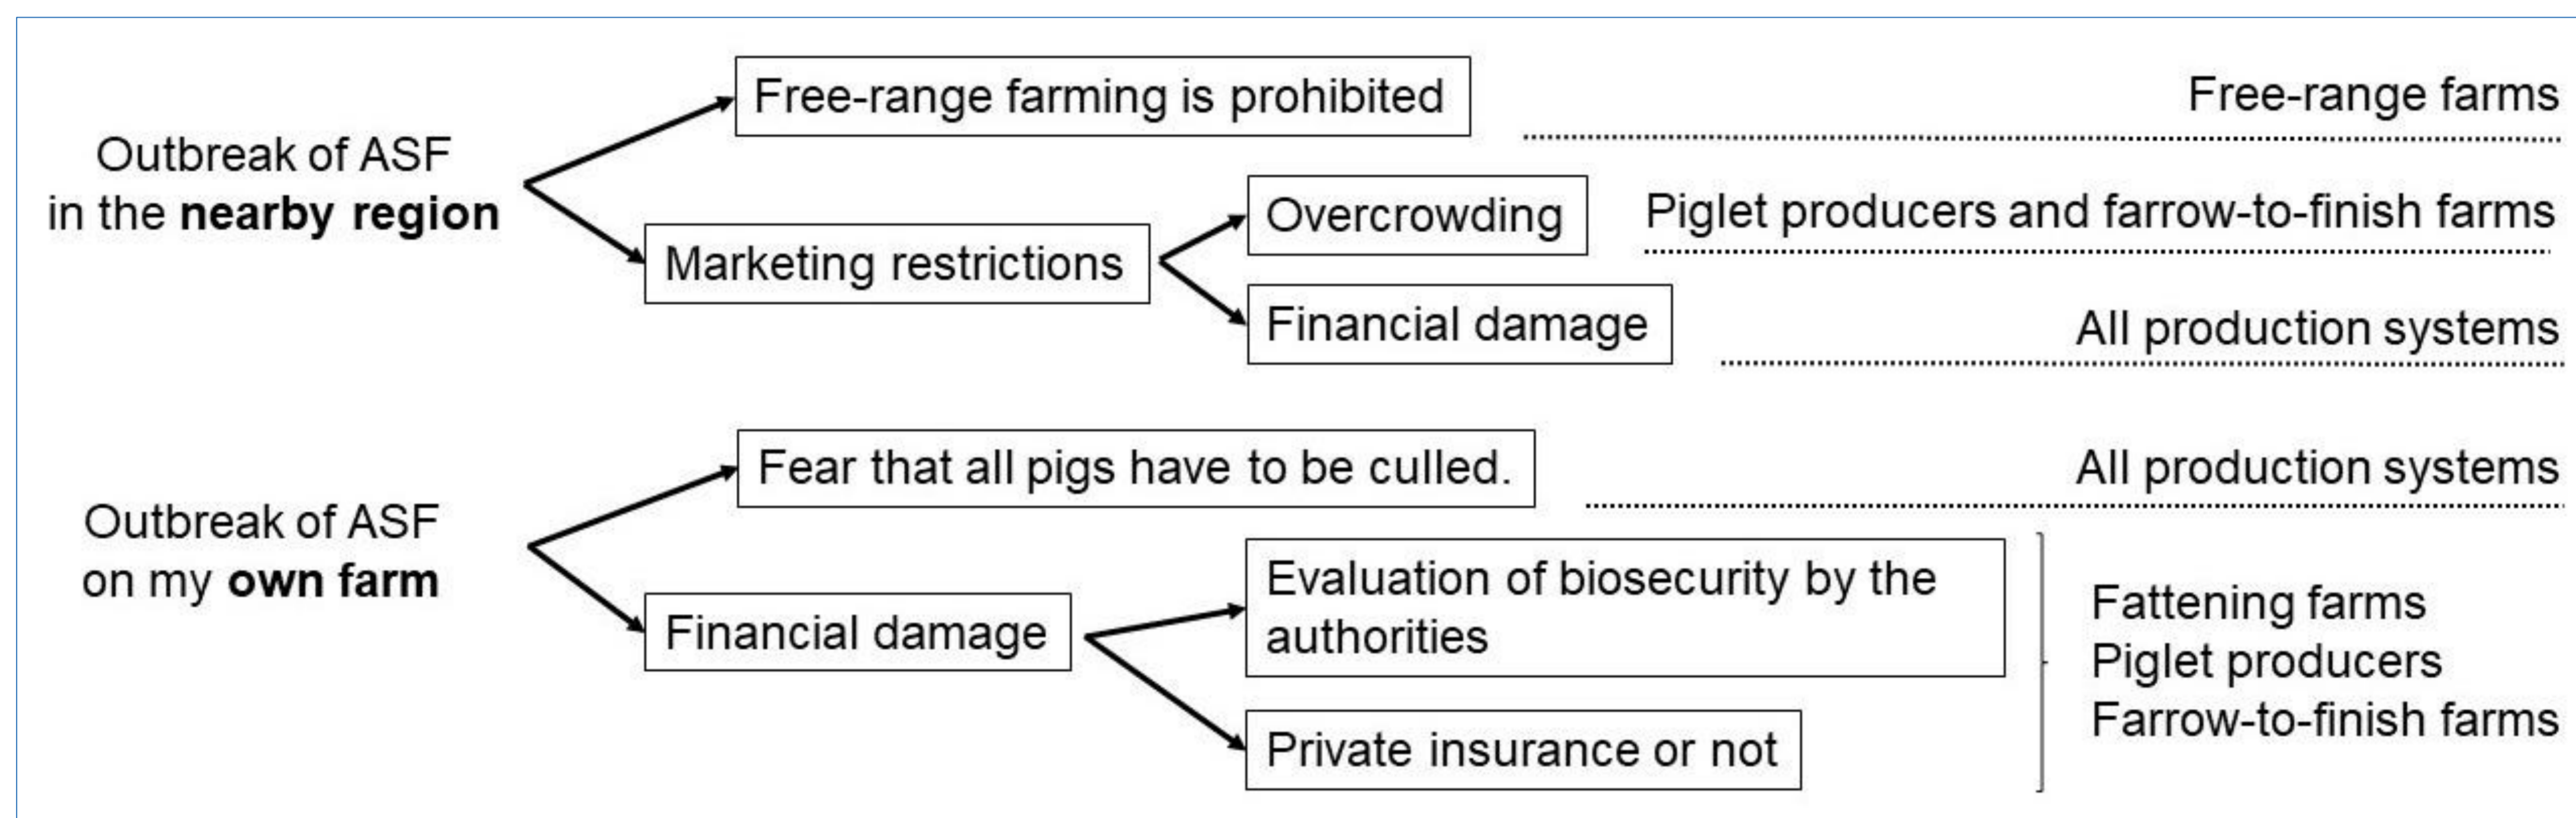 Outbreak of ASF
in the nearby region
Free-range farming is prohibited
Free-range farms
Marketing restrictions
Overcrowding
Piglet producers and farrow-to-finish farms
Financial damage
All production systems
Outbreak of ASF
on my own farm
Fear that all pigs have to be culled.
All production systems
Financial damage
Evaluation of biosecurity by the
authorities
Private insurance or not
Fattening farms
Piglet producers
Farrow-to-finish farms